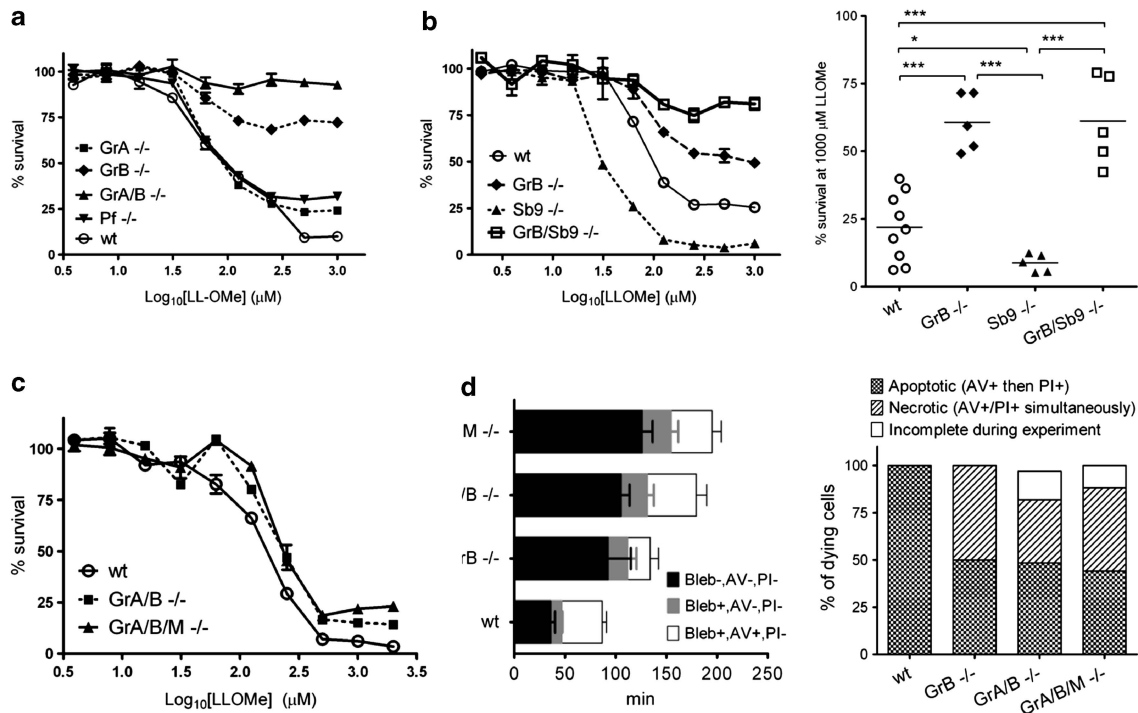 a
% survival
100
75
50
25
0
GrA -/-
GrB -/-
GrA/B -/-
Pf -/-
wt
0.5 1.0 1.5 2.0 2.5 3.0
Log10[LL-OMe] (μM)
b
% survival
100
75
50
25
0
wt
GrB -/-
Sb9 -/-
GrB/Sb9 -/-
0.5 1.0 1.5 2.0 2.5 3.0
Log10[LLOMe] (μM)
% survival at 1000 μM LLOMe
100
75
50
25
0
***
* ***
*** ***
wt
GrB -/-
Sb9 -/-
GrB/Sb9 -/-
c
% survival
100
75
50
25
0
wt
GrA/B -/-
GrA/B/M -/-
0.5 1.0 1.5 2.0 2.5 3.0 3.5
Log10[LLOMe] (μM)
d
M -/-
/B -/-
rB -/-
wt
Bleb-,AV-,PI-
Bleb+,AV-,PI-
Bleb+,AV+,PI-
0 50 100 150 200 250
min
Apoptotic (AV+ then PI+)
Necrotic (AV+/PI+ simultaneously)
Incomplete during experiment
% of dying cells
100
75
50
25
0
wt
GrB -/-
GrA/B -/-
GrA/B/M -/-